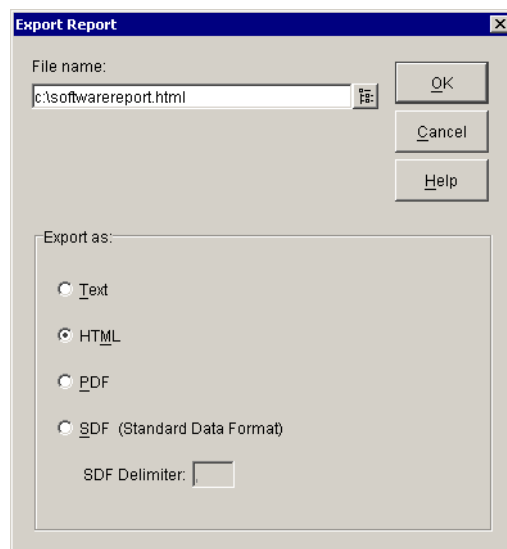 Export Report
File name:
c:\softwarereport.html
OK
Cancel
Help
Export as:
Text
HTML
PDF
SDF (Standard Data Format)
SDF Delimiter: ,